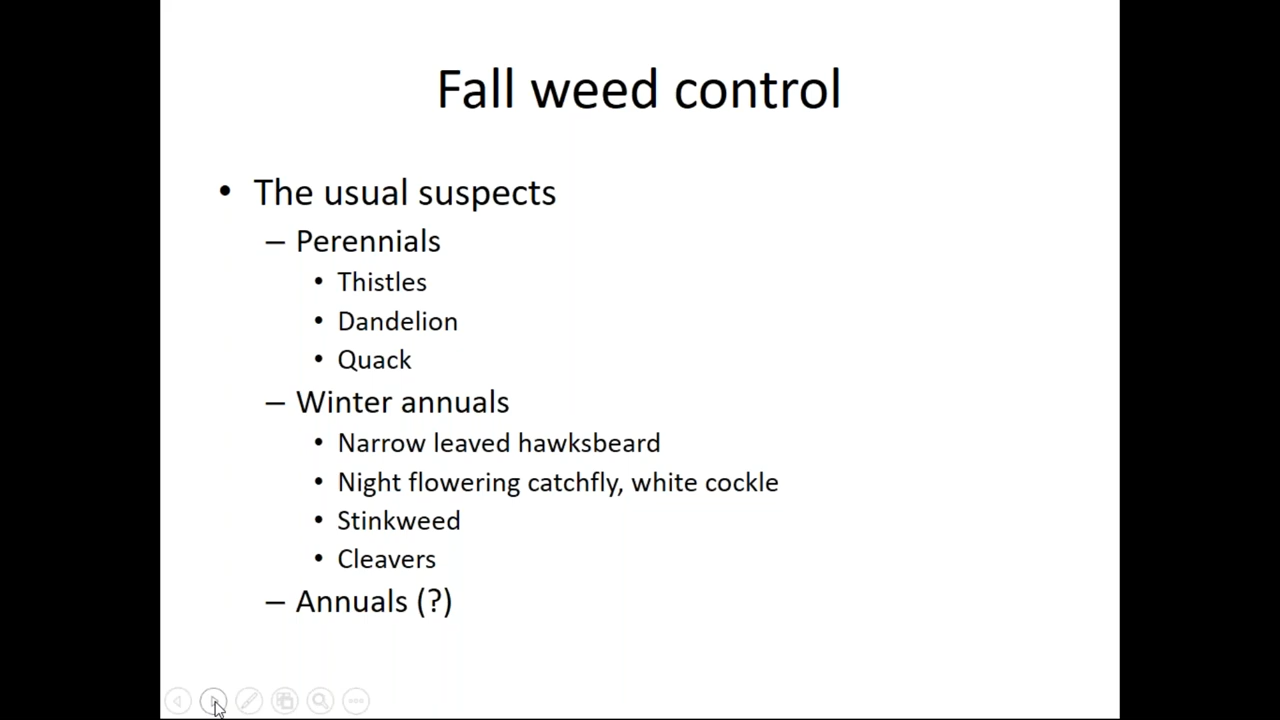 Fall weed control
• The usual suspects
– Perennials
• Thistles
• Dandelion
• Quack
– Winter annuals
• Narrow leaved hawksbeard
• Night flowering catchfly, white cockle
• Stinkweed
• Cleavers
– Annuals (?)